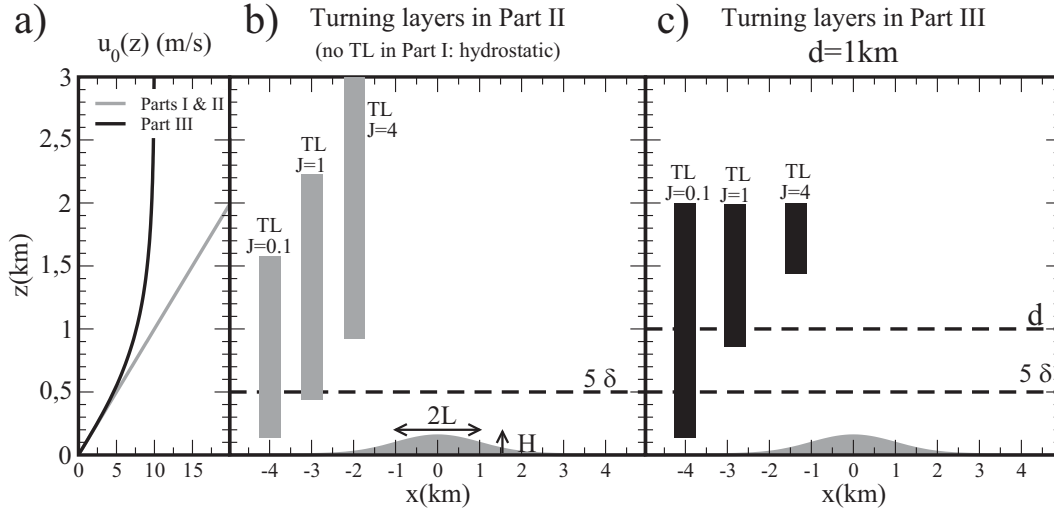 a)
u0(z) (m/s)
Parts I & II
Part III
3
2,5
2
1,5
1
0,5
0
z(km)
0 5 10 15
b)
Turning layers in Part II
(no TL in Part I: hydrostatic)
TL
J=4
TL
J=1
TL
J=0.1
5 δ
2L
H
-4 -3 -2 -1 0 1 2 3 4
x(km)
c)
Turning layers in Part III
d=1km
TL
J=0.1
TL
J=1
TL
J=4
d
5 δ
-4 -3 -2 -1 0 1 2 3 4
x(km)